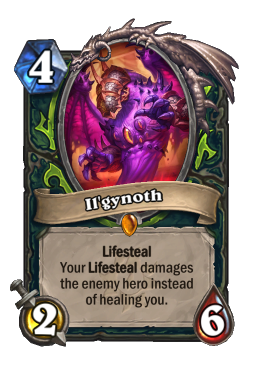 4
Il'gynoth
Lifesteal
Your Lifesteal damages
the enemy hero instead
of healing you.
2
6